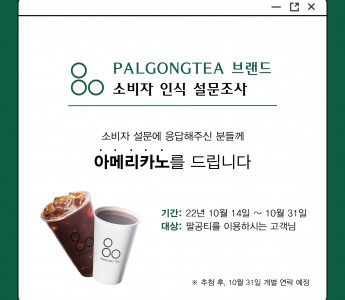 PALGONGTEA 브랜드
소비자 인식 설문조사
소비자 설문에 응답해주신 분들께
아메리카노를 드립니다
기간: 22년 10월 14일 ~ 10월 31일
대상: 팔공티를 이용하시는 고객님
PALGONG TEA
※ 추첨 후, 10월 31일 개별 연락 예정